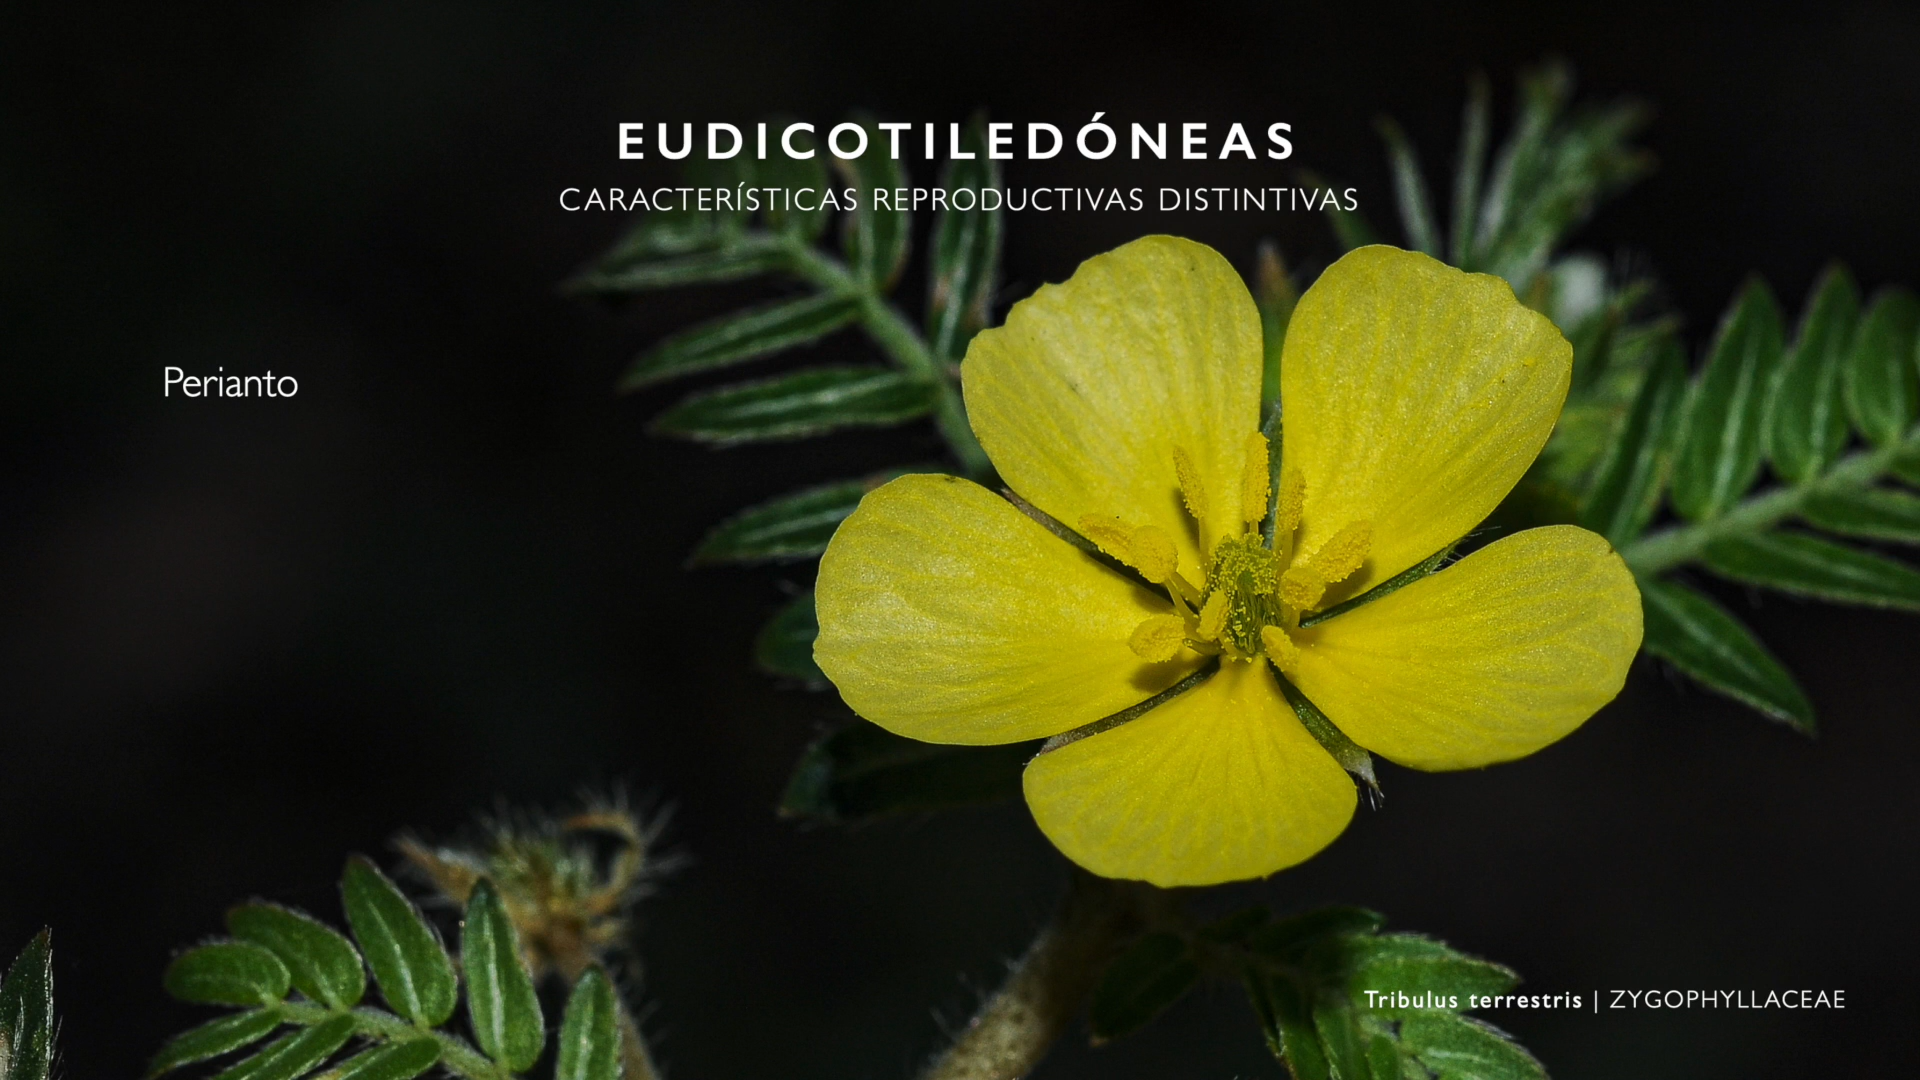 EUDICOTILEDÓNEAS
CARACTERÍSTICAS REPRODUCTIVAS DISTINTIVAS
Perianto
Tribulus terrestris | ZYGOPHYLLACEAE